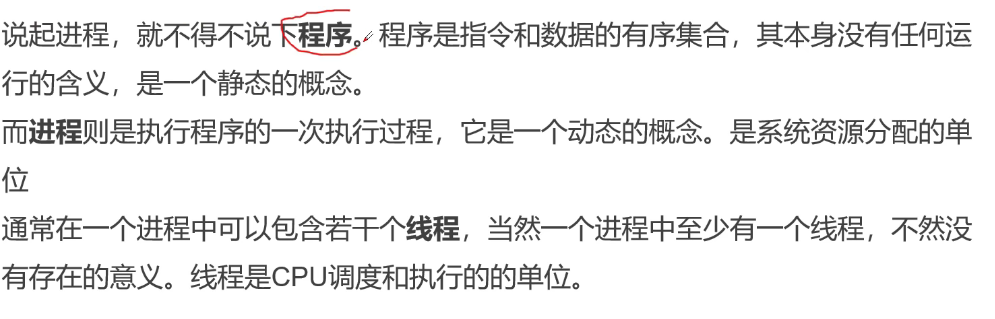 说起进程，就不得不说下程序。程序是指令和数据的有序集合，其本身没有任何运
行的含义，是一个静态的概念。
而进程则是执行程序的一次执行过程，它是一个动态的概念。是系统资源分配的单
位
通常在一个进程中可以包含若干个线程，当然一个进程中至少有一个线程，不然没
有存在的意义。线程是CPU调度和执行的的单位。